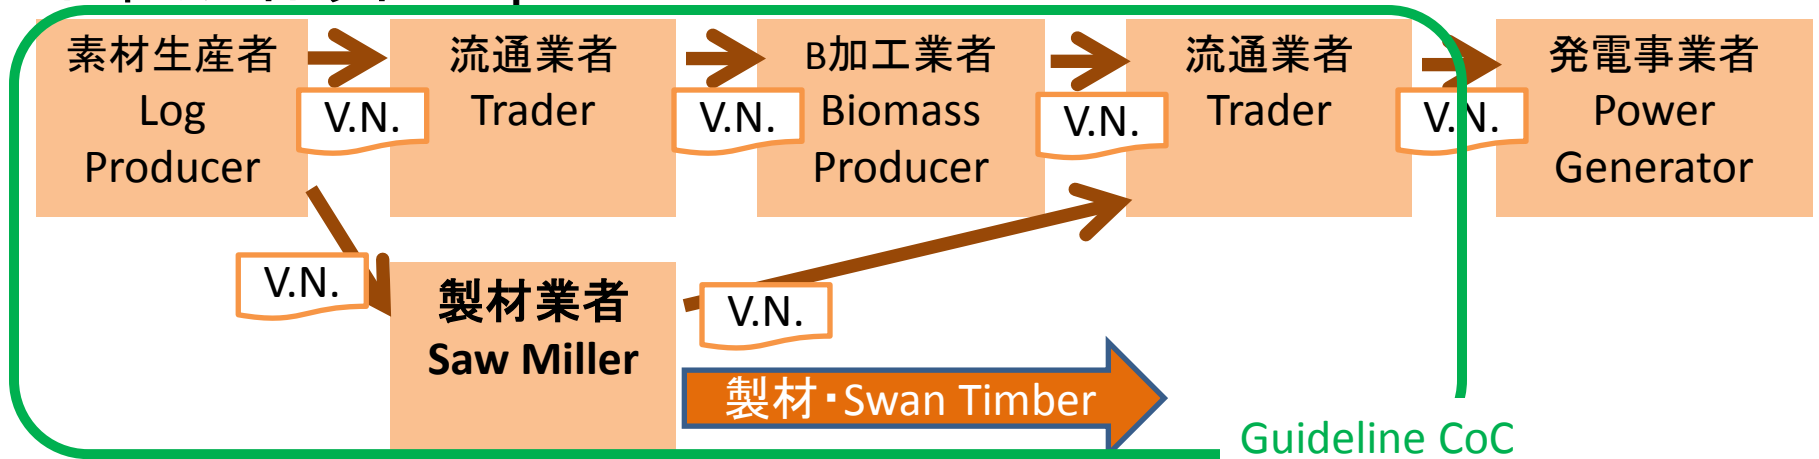 素材生産者
Log
Producer
V.N.
流通業者
Trader
V.N.
B加工業者
Biomass
Producer
V.N.
流通業者
Trader
V.N.
発電事業者
Power
Generator
V.N.
製材業者
Saw Miller
V.N.
製材・Swan Timber
Guideline CoC